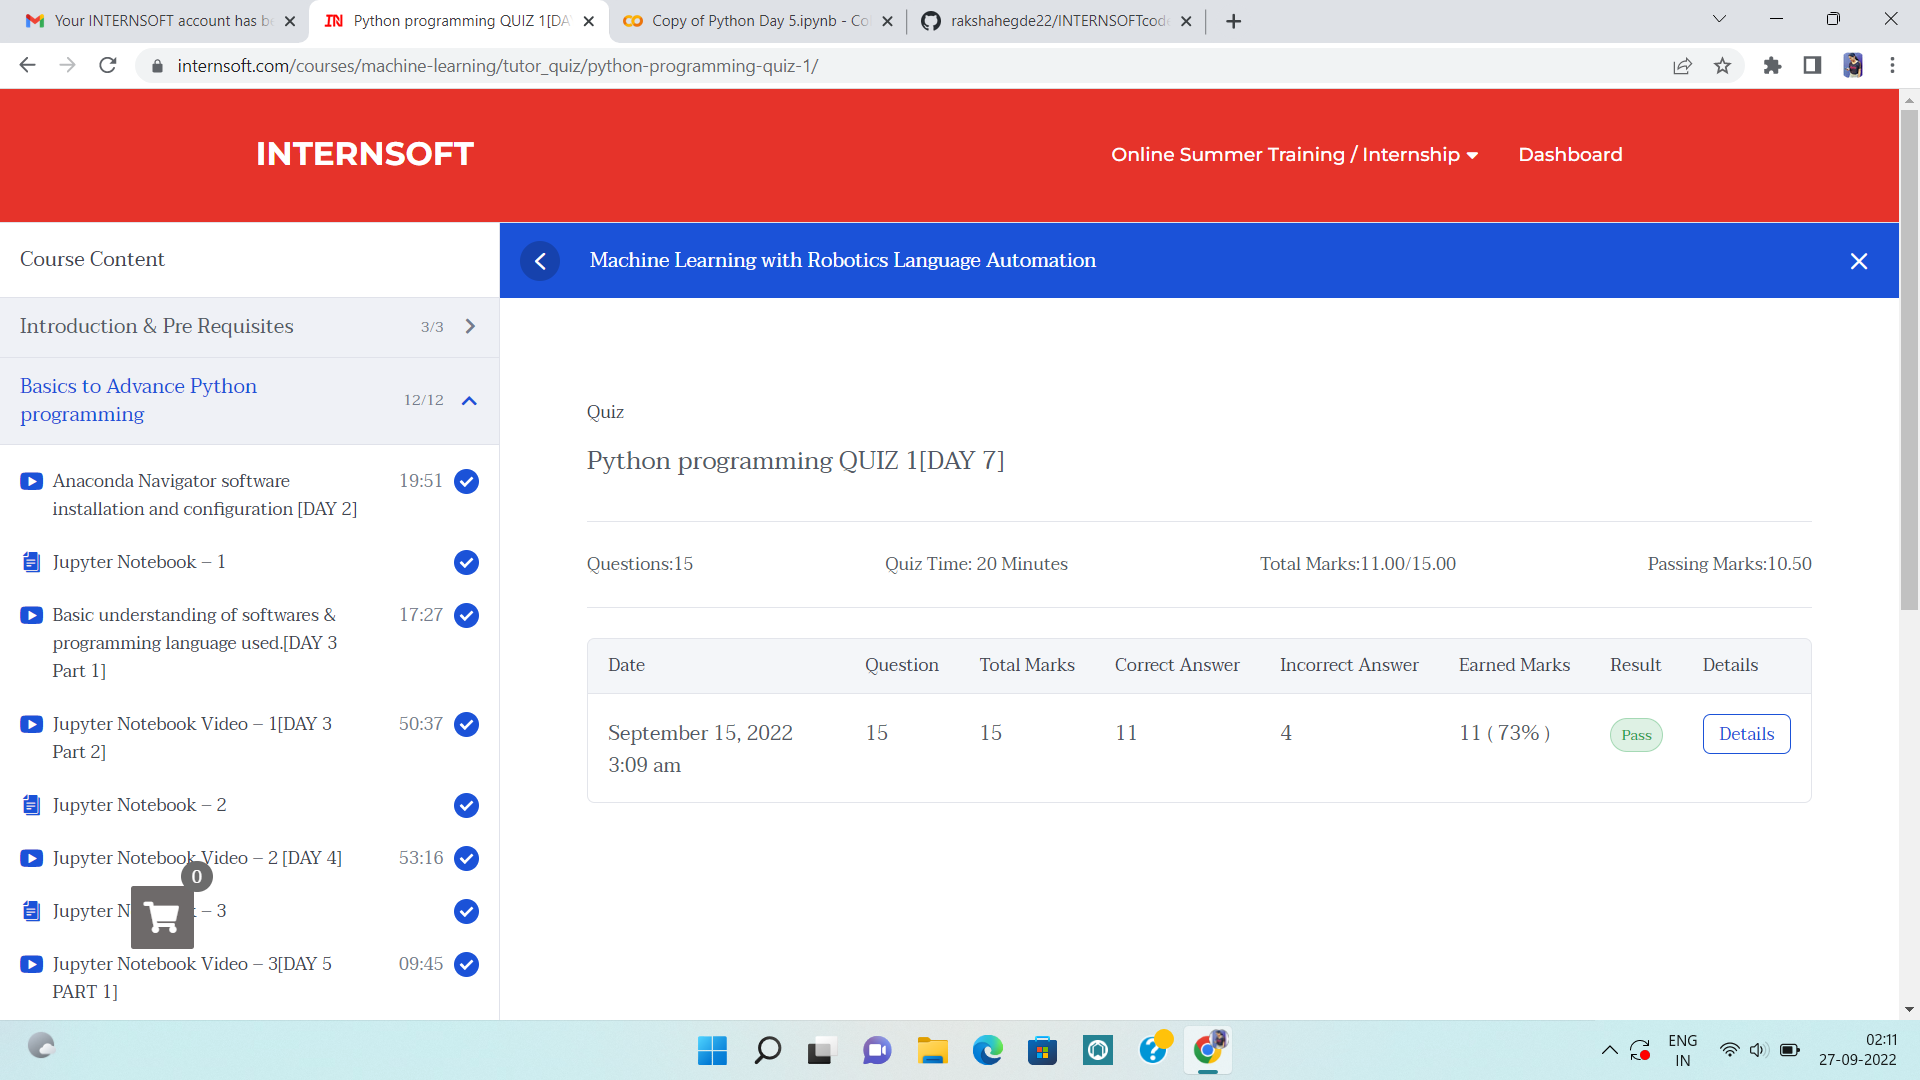 Your INTERNSOFT account has be
Python programming QUIZ 1[DA
Copy of Python Day 5.ipynb - Co
rakshahegde22/INTERNSOFTcode
internsoft.com/courses/machine-learning/tutor_quiz/python-programming-quiz-1/
INTERNSOFT
Online Summer Training / Internship
Dashboard
Course Content
Machine Learning with Robotics Language Automation
Introduction & Pre Requisites 3/3
Basics to Advance Python
programming
12/12
Anaconda Navigator software
installation and configuration [DAY 2]
19:51
Jupyter Notebook – 1
Basic understanding of softwares &
programming language used.[DAY 3
Part 1]
17:27
Jupyter Notebook Video – 1[DAY 3
Part 2]
50:37
Jupyter Notebook – 2
Jupyter Notebook Video – 2 [DAY 4] 53:16
0
Jupyter N – 3
Jupyter Notebook Video – 3[DAY 5
PART 1]
09:45
Quiz
Python programming QUIZ 1[DAY 7]
Questions:15 Quiz Time: 20 Minutes Total Marks:11.00/15.00 Passing Marks:10.50
Date Question Total Marks Correct Answer Incorrect Answer Earned Marks Result Details
September 15, 2022 15 15 11 4 11 ( 73% ) Pass Details
3:09 am
ENG
IN
02:11
27-09-2022